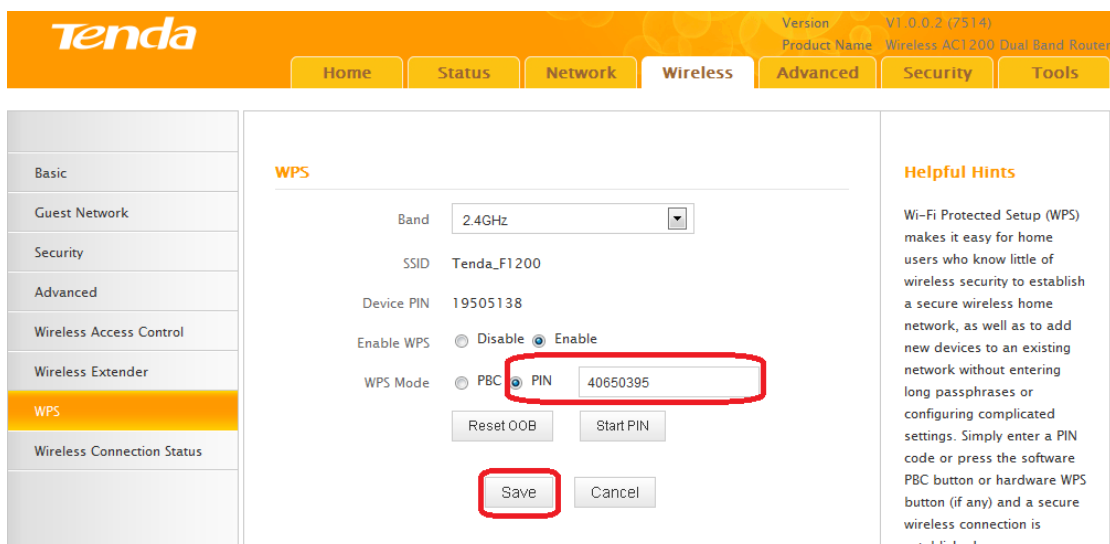 Tenda
Version V1.0.0.2 (7514)
Product Name Wireless AC1200 Dual Band Router
Home Status Network Wireless Advanced Security Tools
Basic
Guest Network
Security
Advanced
Wireless Access Control
Wireless Extender
WPS
Wireless Connection Status
WPS
Band 2.4GHz
SSID Tenda_F1200
Device PIN 19505138
Enable WPS Disable Enable
WPS Mode PBC PIN 40650395
Reset OOB Start PIN
Save Cancel
Helpful Hints
Wi-Fi Protected Setup (WPS)
makes it easy for home
users who know little of
wireless security to establish
a secure wireless home
network, as well as to add
new devices to an existing
network without entering
long passphrases or
configuring complicated
settings. Simply enter a PIN
code or press the software
PBC button or hardware WPS
button (if any) and a secure
wireless connection is